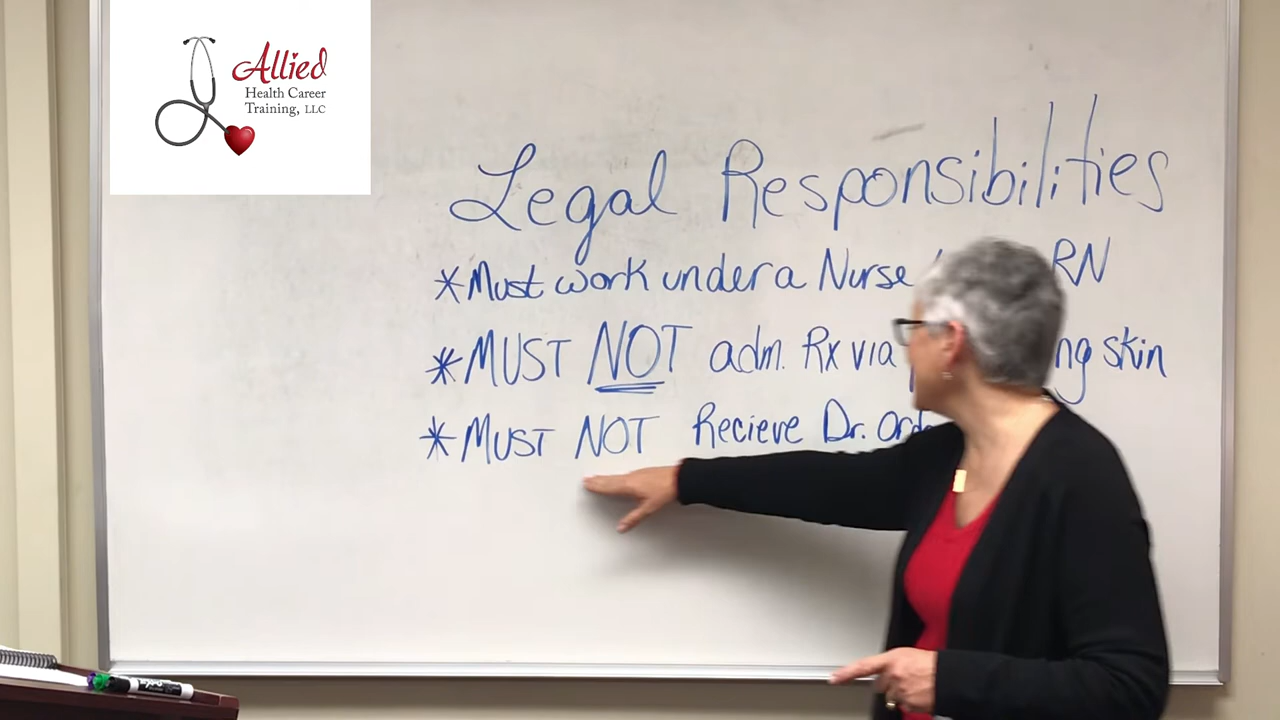 Allied
Health Career
Training, LLC
Legal Responsibilities
*Must work under a Nurse RN
*MUST NOT adm. Rx via ng skin
*MUST NOT Recieve Dr.